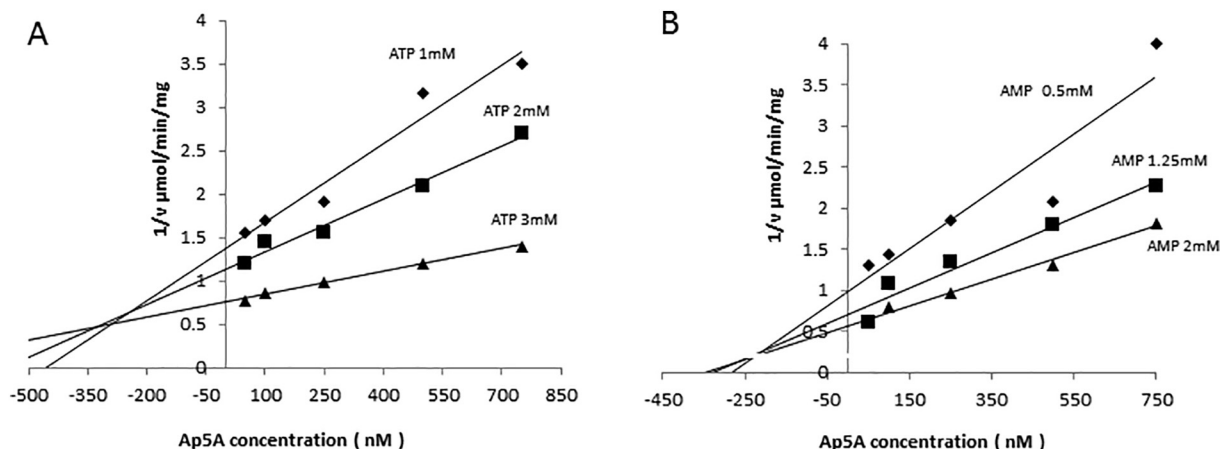 A
1/v µmol/min/mg
4
3.5
3
2.5
2
1.5
1
0.5
0
ATP 1mM
ATP 2mM
ATP 3mM
-500 -350 -200 -50 100 250 400 550 700 850
Ap5A concentration ( nM )
B
1/v µmol/min/mg
4
3.5
3
2.5
2
1.5
1
0.5
0
AMP 0.5mM
AMP 1.25mM
AMP 2mM
-450 -250 -50 150 350 550 750
Ap5A concentration ( nM )